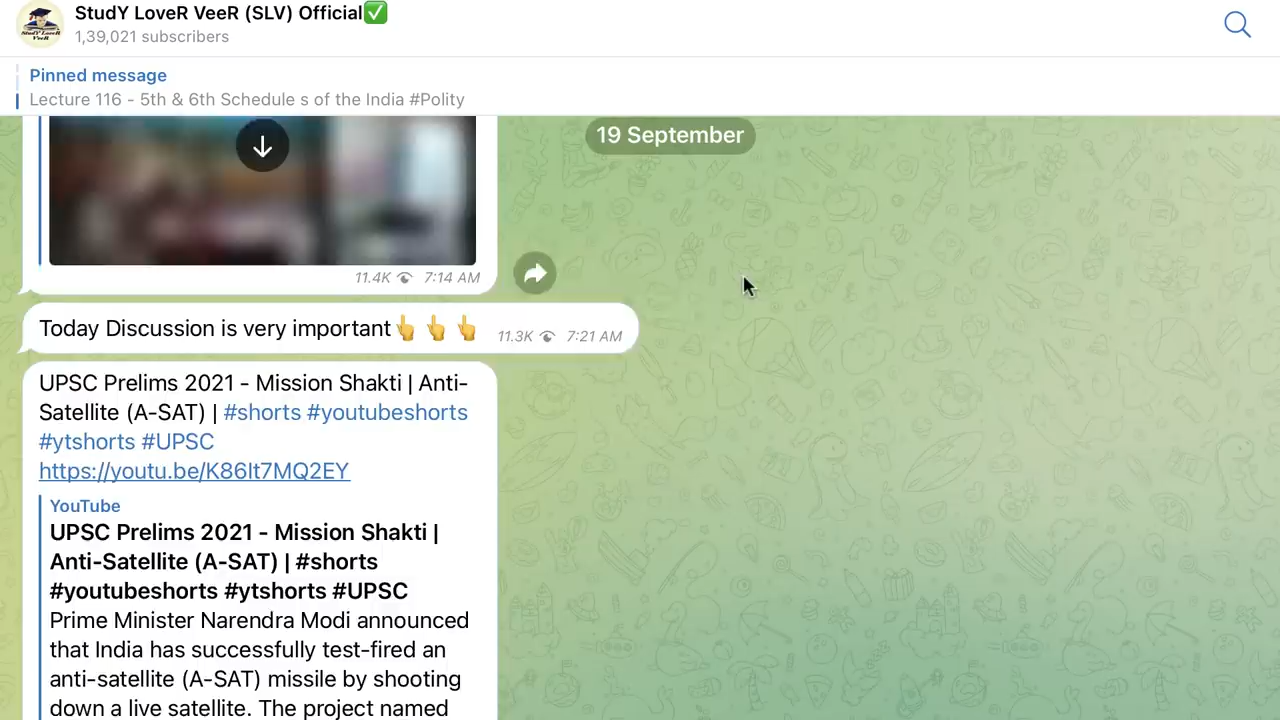 StudY LoveR VeeR (SLV) Official✅
1,39,021 subscribers
Pinned message
Lecture 116 - 5th & 6th Schedule s of the India #Polity
19 September
11.4K 7:14 AM
Today Discussion is very important👆👆👆 11.3K 7:21 AM
UPSC Prelims 2021 - Mission Shakti | Anti-
Satellite (A-SAT) | #shorts #youtubeshorts
#ytshorts #UPSC
https://youtu.be/K86It7MQ2EY
YouTube
UPSC Prelims 2021 - Mission Shakti |
Anti-Satellite (A-SAT) | #shorts
#youtubeshorts #ytshorts #UPSC
Prime Minister Narendra Modi announced
that India has successfully test-fired an
anti-satellite (A-SAT) missile by shooting
down a live satellite. The project named